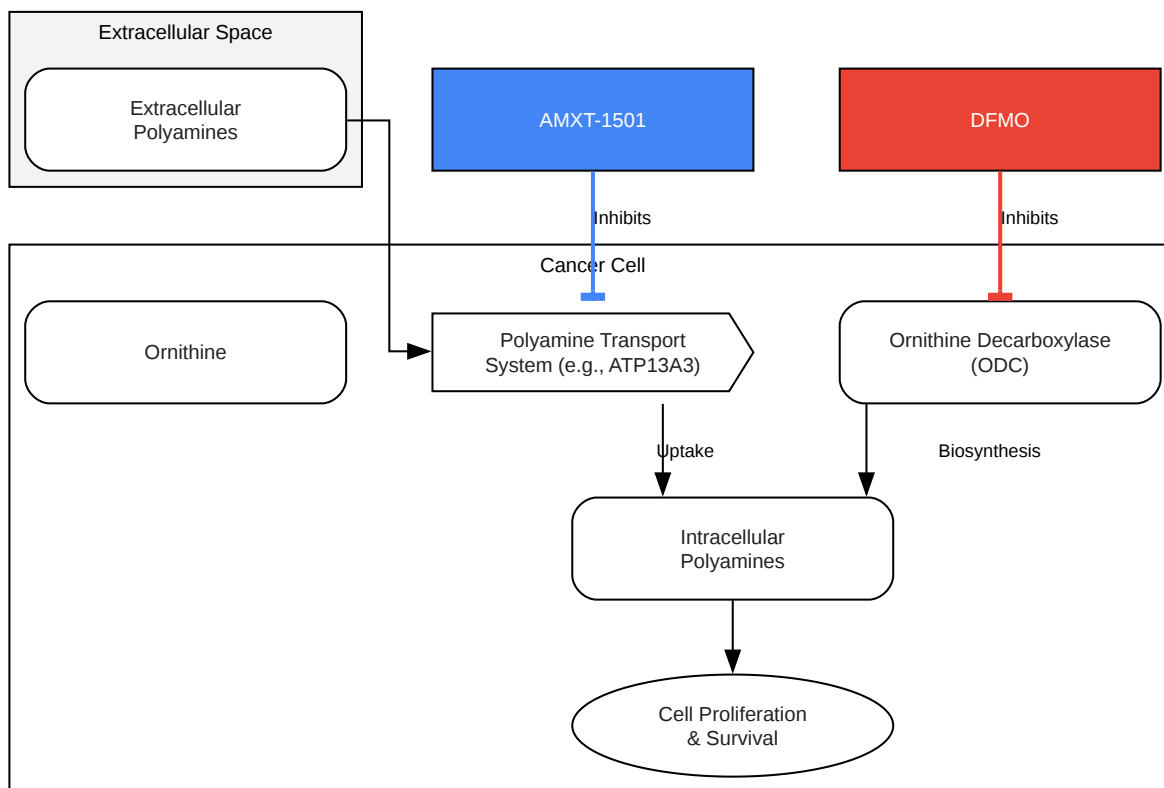 Extracellular Space
Extracellular
Polyamines
AMXT-1501
DFMO
Inhibits
Inhibits
Cancer Cell
Ornithine
Polyamine Transport
System (e.g., ATP13A3)
Ornithine Decarboxylase
(ODC)
Uptake
Biosynthesis
Intracellular
Polyamines
Cell Proliferation
& Survival